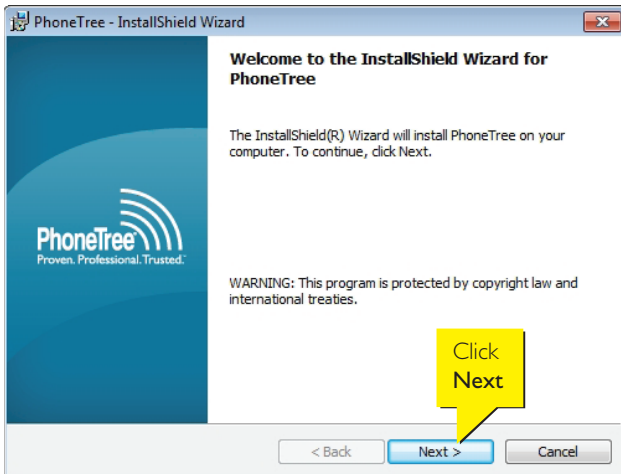 PhoneTree - InstallShield Wizard
Welcome to the InstallShield Wizard for
PhoneTree
The InstallShield(R) Wizard will install PhoneTree on your
computer. To continue, click Next.
PhoneTree
Proven. Professional. Trusted.
WARNING: This program is protected by copyright law and
international treaties.
Click
Next
< Back
Next >
Cancel